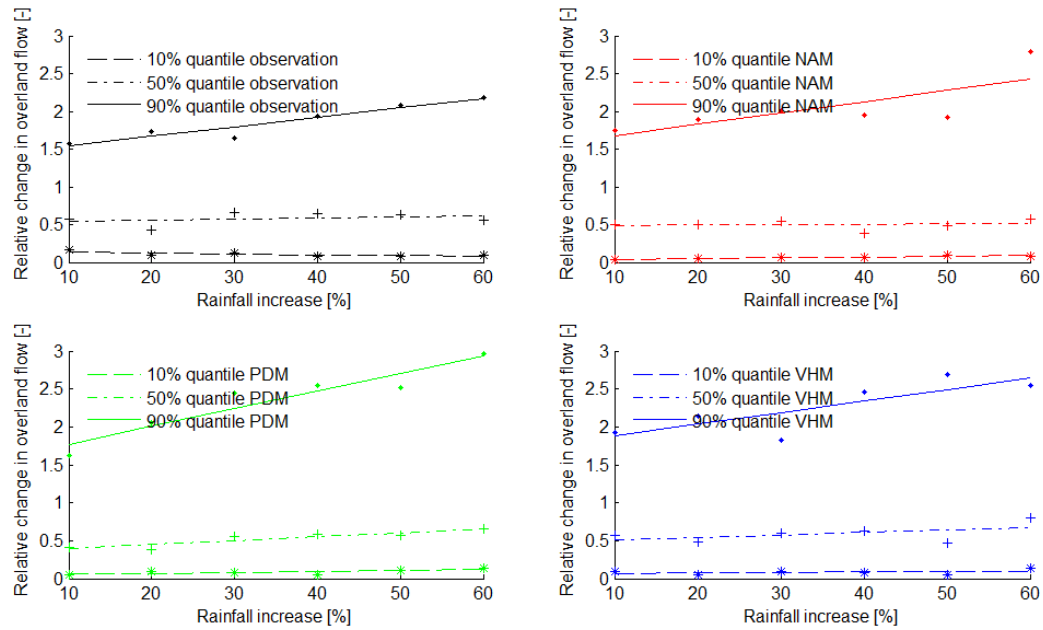 Relative change in overland flow [-]
3
2.5
2
1.5
1
0.5
0
10% quantile observation
50% quantile observation
90% quantile observation
10 20 30 40 50 60
Rainfall increase [%]
Relative change in overland flow [-]
3
2.5
2
1.5
1
0.5
0
10% quantile NAM
50% quantile NAM
90% quantile NAM
10 20 30 40 50 60
Rainfall increase [%]
Relative change in overland flow [-]
3
2.5
2
1.5
1
0.5
0
10% quantile PDM
50% quantile PDM
90% quantile PDM
10 20 30 40 50 60
Rainfall increase [%]
Relative change in overland flow [-]
3
2.5
2
1.5
1
0.5
0
10% quantile VHM
50% quantile VHM
90% quantile VHM
10 20 30 40 50 60
Rainfall increase [%]